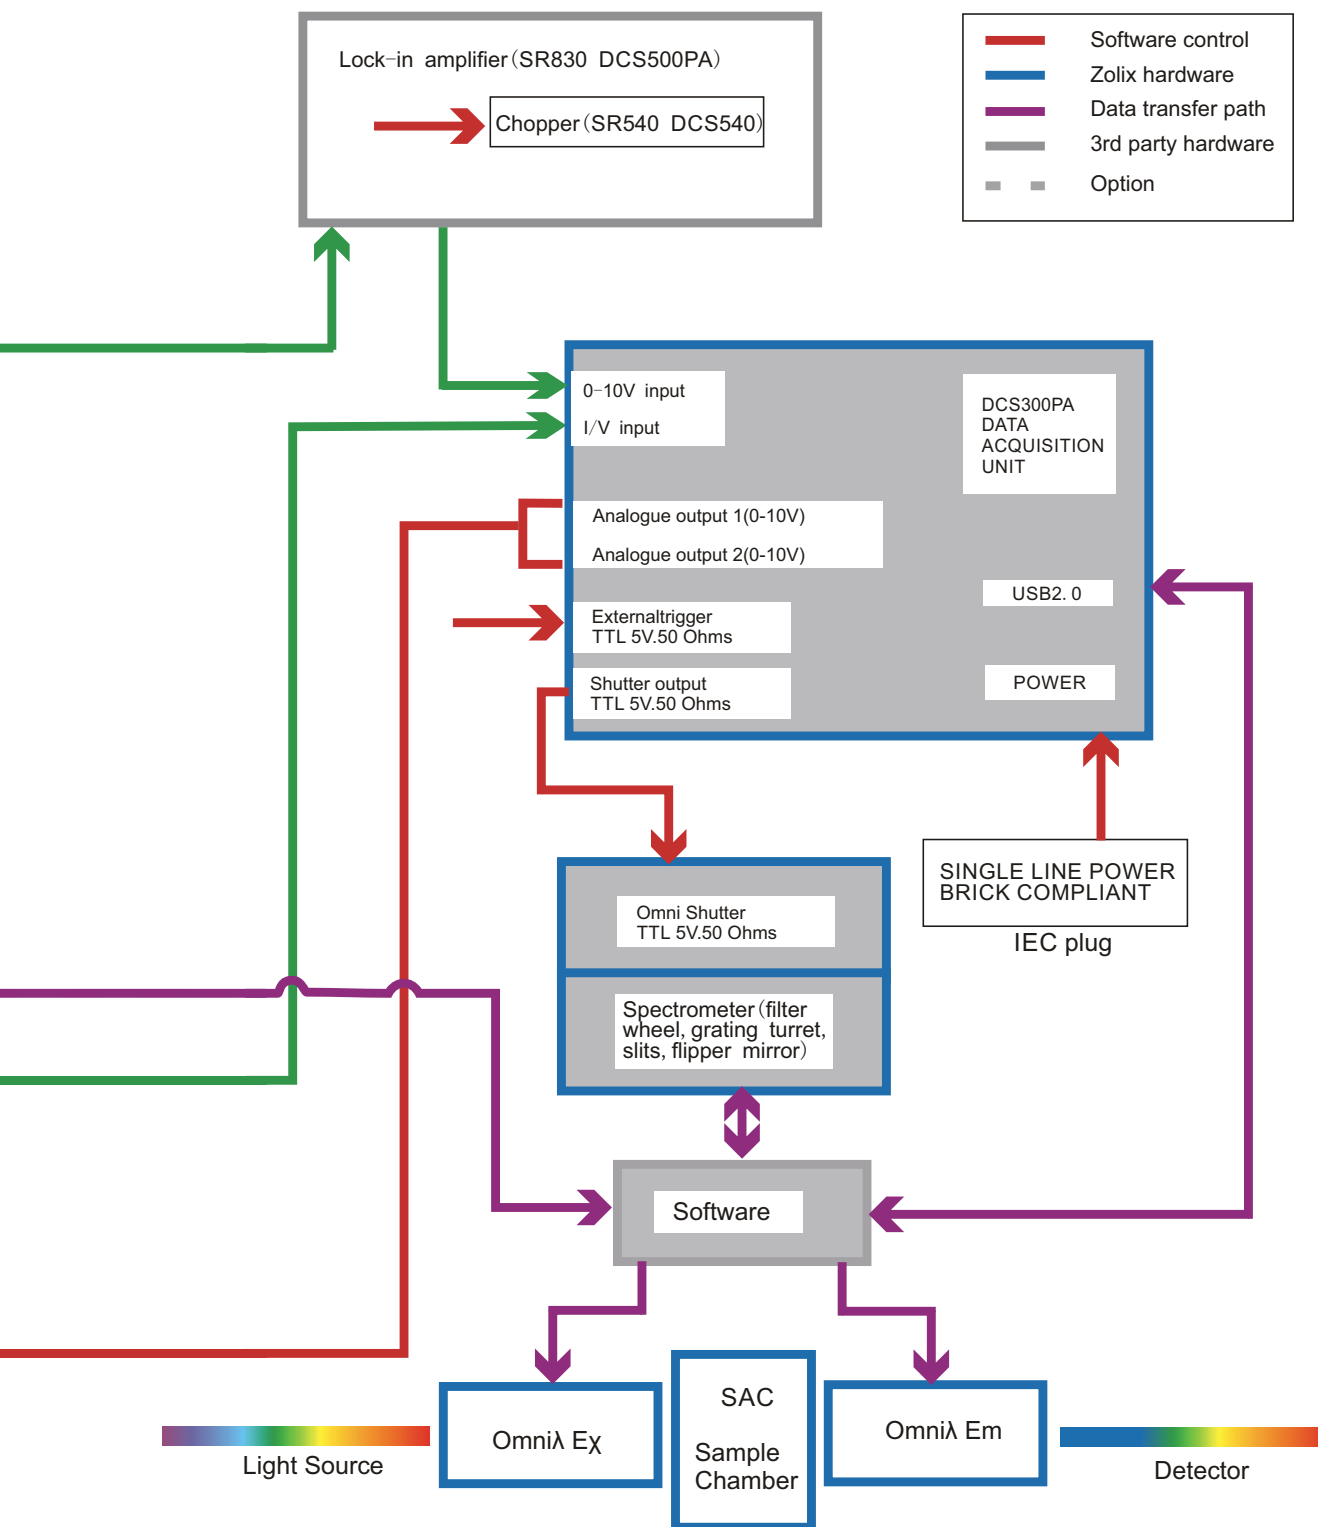 Lock-in amplifier(SR830 DCS500PA)
Chopper(SR540 DCS540)
Software control
Zolix hardware
Data transfer path
3rd party hardware
Option
0-10V input
I/V input
DCS300PA
DATA
ACQUISITION
UNIT
Analogue output 1(0-10V)
Analogue output 2(0-10V)
USB2. 0
Externaltrigger
TTL 5V.50 Ohms
Shutter output
TTL 5V.50 Ohms
POWER
SINGLE LINE POWER
BRICK COMPLIANT
IEC plug
Omni Shutter
TTL 5V.50 Ohms
Spectrometer(filter
wheel, grating turret,
slits, flipper mirror)
Software
Light Source
Omniλ Eχ
SAC
Sample
Chamber
Omniλ Em
Detector